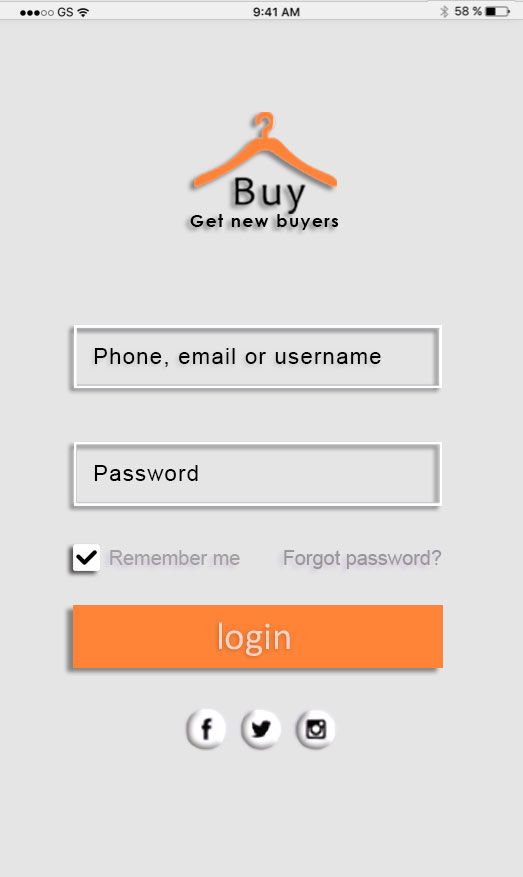 GS 9:41 AM 58 %
Buy
Get new buyers
Phone, email or username
Password
Remember me Forgot password?
login